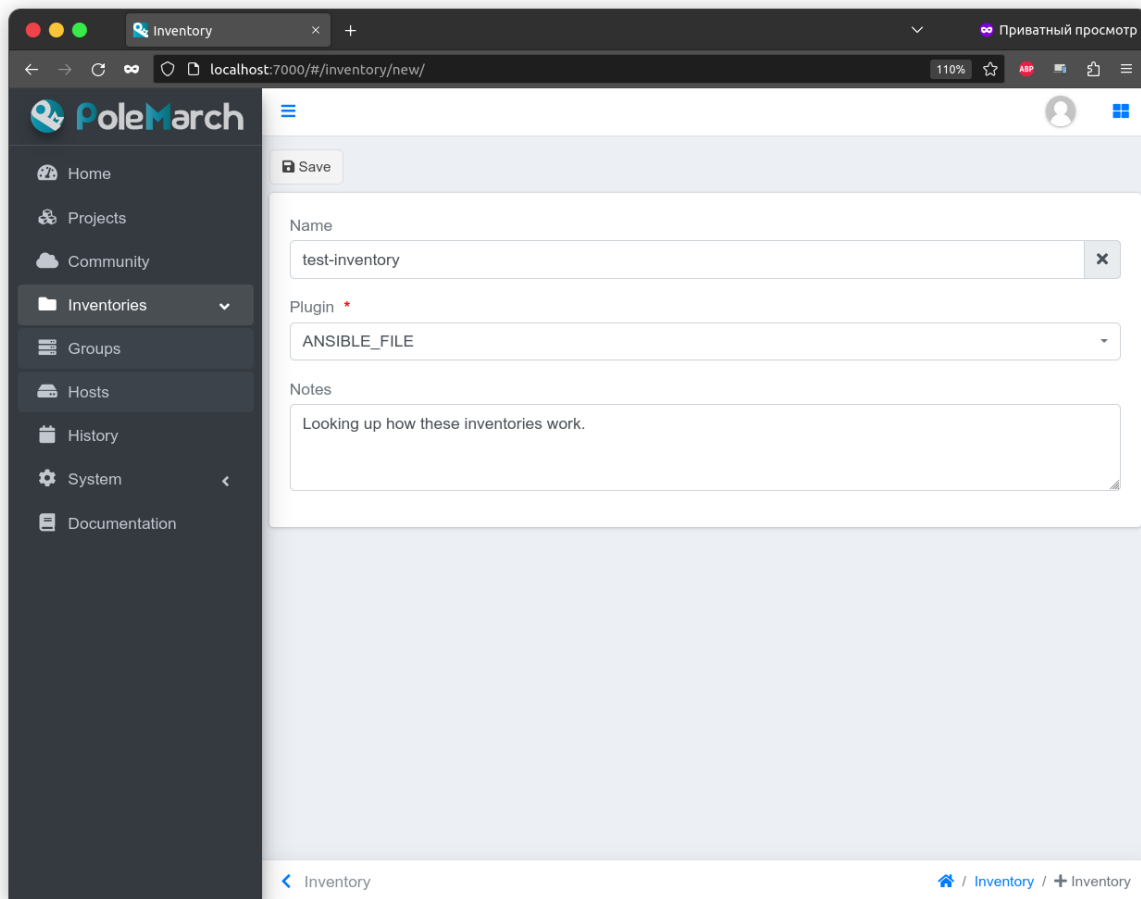 Inventory
Приватный просмотр
localhost:7000/#/inventory/new/
110%
ABP
PoleMarch
Home
Projects
Community
Inventories
Groups
Hosts
History
System
Documentation
Save
Name
test-inventory
Plugin *
ANSIBLE_FILE
Notes
Looking up how these inventories work.
Inventory
/ Inventory / Inventory